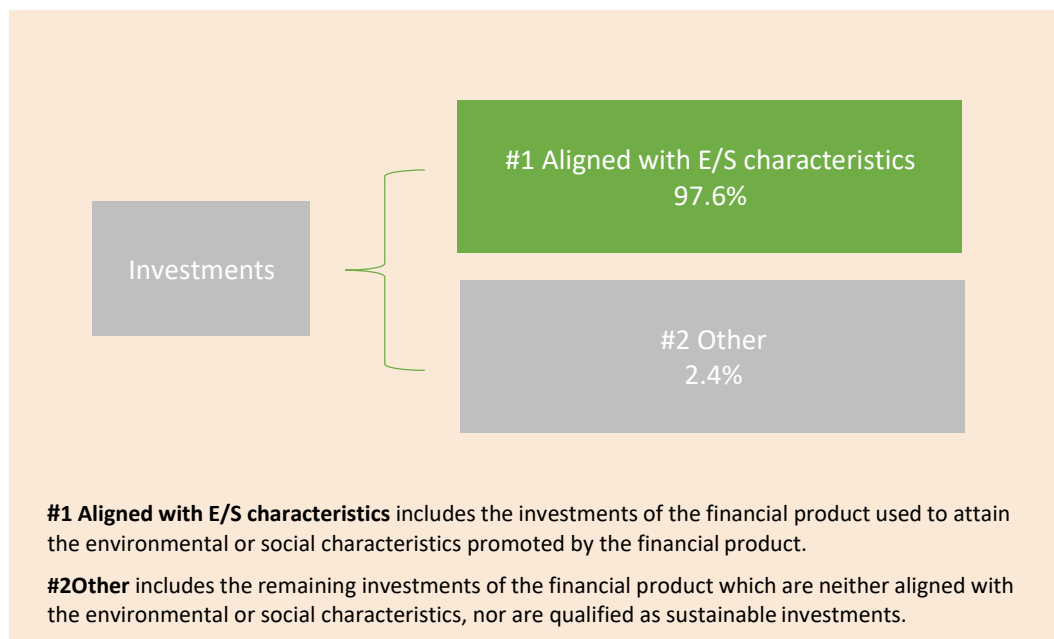 #1 Aligned with E/S characteristics
97.6%
Investments
#2 Other
2.4%
#1 Aligned with E/S characteristics includes the investments of the financial product used to attain
the environmental or social characteristics promoted by the financial product.
#2Other includes the remaining investments of the financial product which are neither aligned with
the environmental or social characteristics, nor are qualified as sustainable investments.